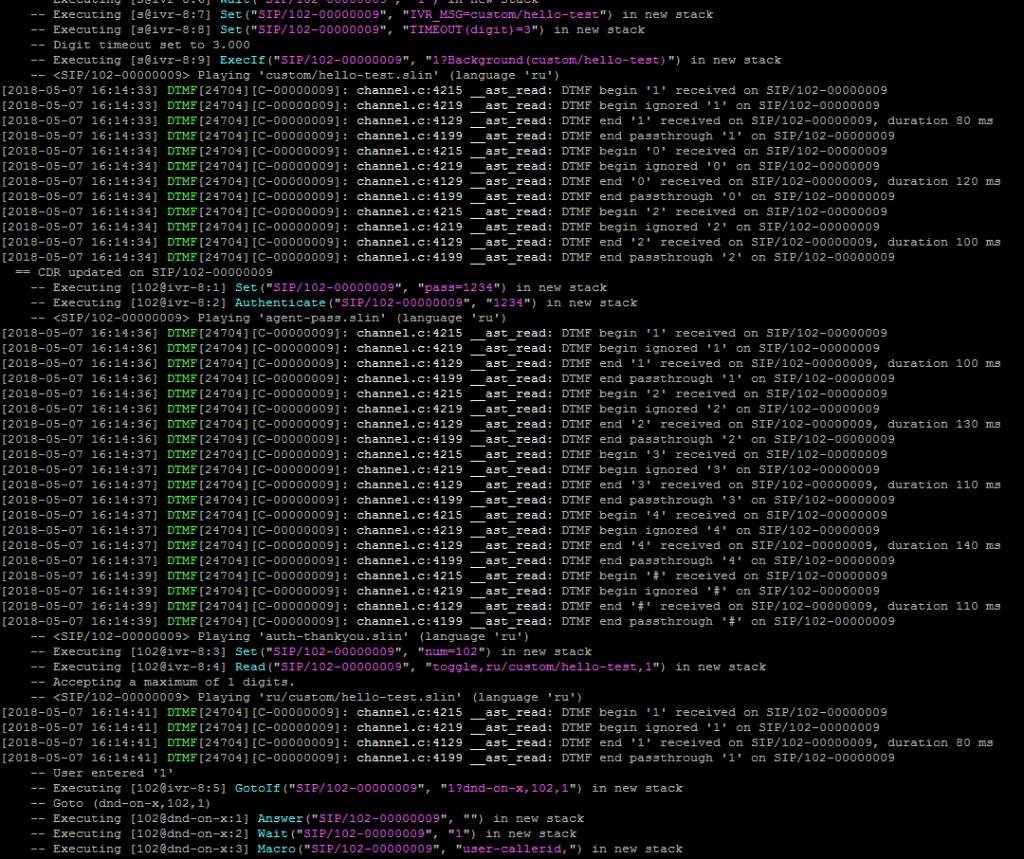 -- Executing [s@ivr-8:6] Wait("SIP/102-00000009", "1") in new stack
-- Executing [s@ivr-8:7] Set("SIP/102-00000009", "IVR_MSG=custom/hello-test") in new stack
-- Executing [s@ivr-8:8] Set("SIP/102-00000009", "TIMEOUT(digit)=3") in new stack
-- Digit timeout set to 3.000
-- Executing [s@ivr-8:9] ExecIf("SIP/102-00000009", "1?Background(custom/hello-test)") in new stack
-- <SIP/102-00000009> Playing 'custom/hello-test.slin' (language 'ru')
[2018-05-07 16:14:33] DTMF[24704][C-00000009]: channel.c:4215 __ast_read: DTMF begin '1' received on SIP/102-00000009
[2018-05-07 16:14:33] DTMF[24704][C-00000009]: channel.c:4219 __ast_read: DTMF begin ignored '1' on SIP/102-00000009
[2018-05-07 16:14:33] DTMF[24704][C-00000009]: channel.c:4129 __ast_read: DTMF end '1' received on SIP/102-00000009, duration 80 ms
[2018-05-07 16:14:33] DTMF[24704][C-00000009]: channel.c:4199 __ast_read: DTMF end passthrough '1' on SIP/102-00000009
[2018-05-07 16:14:34] DTMF[24704][C-00000009]: channel.c:4215 __ast_read: DTMF begin '0' received on SIP/102-00000009
[2018-05-07 16:14:34] DTMF[24704][C-00000009]: channel.c:4219 __ast_read: DTMF begin ignored '0' on SIP/102-00000009
[2018-05-07 16:14:34] DTMF[24704][C-00000009]: channel.c:4129 __ast_read: DTMF end '0' received on SIP/102-00000009, duration 120 ms
[2018-05-07 16:14:34] DTMF[24704][C-00000009]: channel.c:4199 __ast_read: DTMF end passthrough '0' on SIP/102-00000009
[2018-05-07 16:14:34] DTMF[24704][C-00000009]: channel.c:4215 __ast_read: DTMF begin '2' received on SIP/102-00000009
[2018-05-07 16:14:34] DTMF[24704][C-00000009]: channel.c:4219 __ast_read: DTMF begin ignored '2' on SIP/102-00000009
[2018-05-07 16:14:34] DTMF[24704][C-00000009]: channel.c:4129 __ast_read: DTMF end '2' received on SIP/102-00000009, duration 100 ms
[2018-05-07 16:14:34] DTMF[24704][C-00000009]: channel.c:4199 __ast_read: DTMF end passthrough '2' on SIP/102-00000009
== CDR updated on SIP/102-00000009
-- Executing [102@ivr-8:1] Set("SIP/102-00000009", "pass=1234") in new stack
-- Executing [102@ivr-8:2] Authenticate("SIP/102-00000009", "1234") in new stack
-- <SIP/102-00000009> Playing 'agent-pass.slin' (language 'ru')
[2018-05-07 16:14:36] DTMF[24704][C-00000009]: channel.c:4215 __ast_read: DTMF begin '1' received on SIP/102-00000009
[2018-05-07 16:14:36] DTMF[24704][C-00000009]: channel.c:4219 __ast_read: DTMF begin ignored '1' on SIP/102-00000009
[2018-05-07 16:14:36] DTMF[24704][C-00000009]: channel.c:4129 __ast_read: DTMF end '1' received on SIP/102-00000009, duration 100 ms
[2018-05-07 16:14:36] DTMF[24704][C-00000009]: channel.c:4199 __ast_read: DTMF end passthrough '1' on SIP/102-00000009
[2018-05-07 16:14:36] DTMF[24704][C-00000009]: channel.c:4215 __ast_read: DTMF begin '2' received on SIP/102-00000009
[2018-05-07 16:14:36] DTMF[24704][C-00000009]: channel.c:4219 __ast_read: DTMF begin ignored '2' on SIP/102-00000009
[2018-05-07 16:14:36] DTMF[24704][C-00000009]: channel.c:4129 __ast_read: DTMF end '2' received on SIP/102-00000009, duration 130 ms
[2018-05-07 16:14:36] DTMF[24704][C-00000009]: channel.c:4199 __ast_read: DTMF end passthrough '2' on SIP/102-00000009
[2018-05-07 16:14:37] DTMF[24704][C-00000009]: channel.c:4215 __ast_read: DTMF begin '3' received on SIP/102-00000009
[2018-05-07 16:14:37] DTMF[24704][C-00000009]: channel.c:4219 __ast_read: DTMF begin ignored '3' on SIP/102-00000009
[2018-05-07 16:14:37] DTMF[24704][C-00000009]: channel.c:4129 __ast_read: DTMF end '3' received on SIP/102-00000009, duration 110 ms
[2018-05-07 16:14:37] DTMF[24704][C-00000009]: channel.c:4199 __ast_read: DTMF end passthrough '3' on SIP/102-00000009
[2018-05-07 16:14:37] DTMF[24704][C-00000009]: channel.c:4215 __ast_read: DTMF begin '4' received on SIP/102-00000009
[2018-05-07 16:14:37] DTMF[24704][C-00000009]: channel.c:4219 __ast_read: DTMF begin ignored '4' on SIP/102-00000009
[2018-05-07 16:14:37] DTMF[24704][C-00000009]: channel.c:4129 __ast_read: DTMF end '4' received on SIP/102-00000009, duration 140 ms
[2018-05-07 16:14:37] DTMF[24704][C-00000009]: channel.c:4199 __ast_read: DTMF end passthrough '4' on SIP/102-00000009
[2018-05-07 16:14:39] DTMF[24704][C-00000009]: channel.c:4215 __ast_read: DTMF begin '#' received on SIP/102-00000009
[2018-05-07 16:14:39] DTMF[24704][C-00000009]: channel.c:4219 __ast_read: DTMF begin ignored '#' on SIP/102-00000009
[2018-05-07 16:14:39] DTMF[24704][C-00000009]: channel.c:4129 __ast_read: DTMF end '#' received on SIP/102-00000009, duration 110 ms
[2018-05-07 16:14:39] DTMF[24704][C-00000009]: channel.c:4199 __ast_read: DTMF end passthrough '#' on SIP/102-00000009
-- <SIP/102-00000009> Playing 'auth-thankyou.slin' (language 'ru')
-- Executing [102@ivr-8:3] Set("SIP/102-00000009", "num=102") in new stack
-- Executing [102@ivr-8:4] Read("SIP/102-00000009", "toggle,ru/custom/hello-test,1") in new stack
-- Accepting a maximum of 1 digits.
-- <SIP/102-00000009> Playing 'ru/custom/hello-test.slin' (language 'ru')
[2018-05-07 16:14:41] DTMF[24704][C-00000009]: channel.c:4215 __ast_read: DTMF begin '1' received on SIP/102-00000009
[2018-05-07 16:14:41] DTMF[24704][C-00000009]: channel.c:4219 __ast_read: DTMF begin ignored '1' on SIP/102-00000009
[2018-05-07 16:14:41] DTMF[24704][C-00000009]: channel.c:4129 __ast_read: DTMF end '1' received on SIP/102-00000009, duration 80 ms
[2018-05-07 16:14:41] DTMF[24704][C-00000009]: channel.c:4199 __ast_read: DTMF end passthrough '1' on SIP/102-00000009
-- User entered '1'
-- Executing [102@ivr-8:5] GotoIf("SIP/102-00000009", "1?dnd-on-x,102,1") in new stack
-- Goto (dnd-on-x,102,1)
-- Executing [102@dnd-on-x:1] Answer("SIP/102-00000009", "") in new stack
-- Executing [102@dnd-on-x:2] Wait("SIP/102-00000009", "1") in new stack
-- Executing [102@dnd-on-x:3] Macro("SIP/102-00000009", "user-callerid,") in new stack